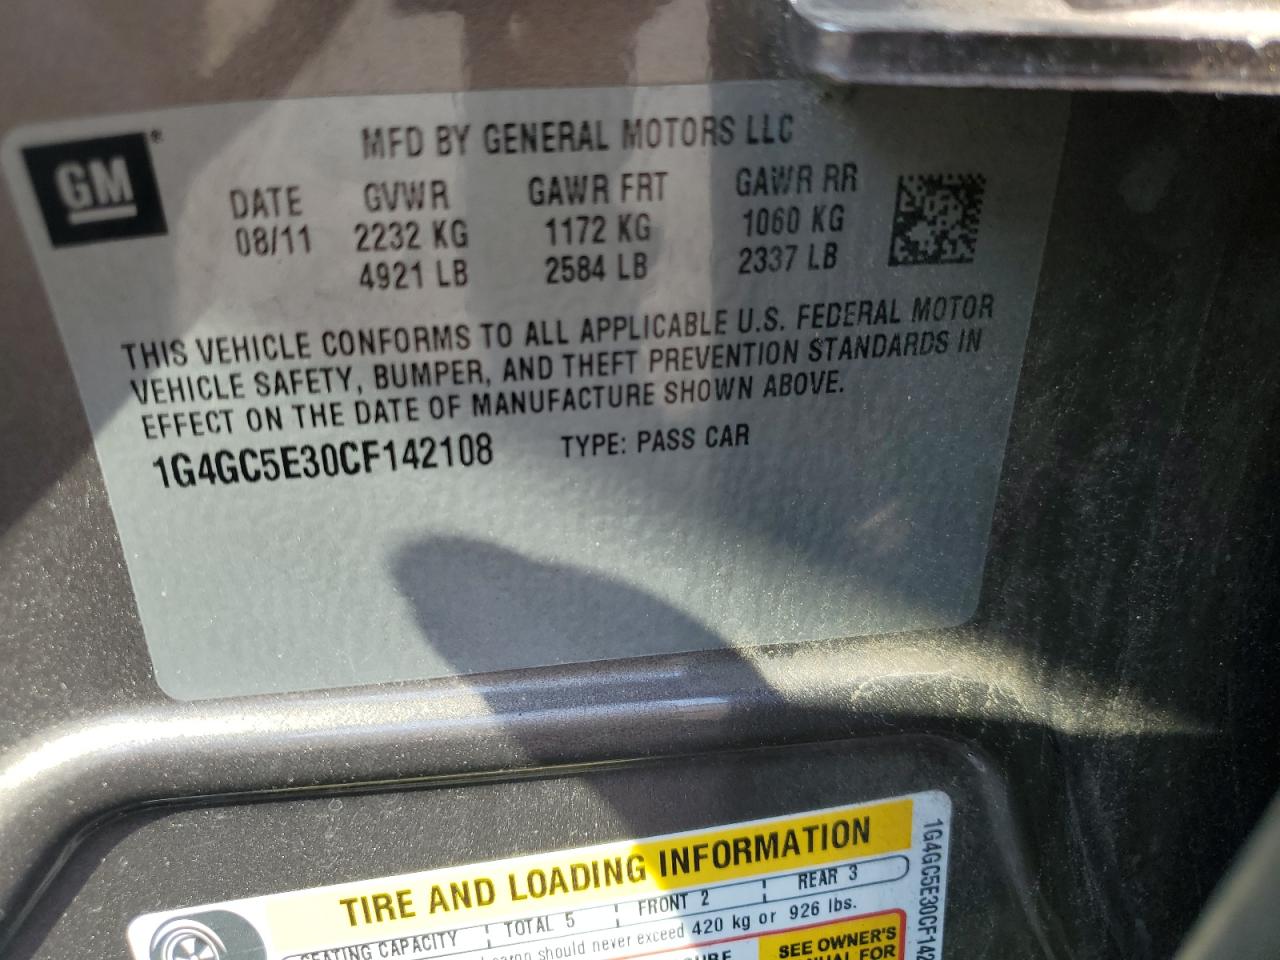 GM®
MFD BY GENERAL MOTORS LLC
DATE GVWR GAWR FRT GAWR RR
08/11 2232 KG 1172 KG 1060 KG
4921 LB 2584 LB 2337 LB
THIS VEHICLE CONFORMS TO ALL APPLICABLE U.S. FEDERAL MOTOR
VEHICLE SAFETY, BUMPER, AND THEFT PREVENTION STANDARDS IN
EFFECT ON THE DATE OF MANUFACTURE SHOWN ABOVE.
1G4GC5E30CF142108 TYPE: PASS CAR
TIRE AND LOADING INFORMATION
SEATING CAPACITY TOTAL 5 FRONT 2 REAR 3
should never exceed 420 kg or 926 lbs.
SEE OWNER'S
FOR
1G4GC5E30CF142